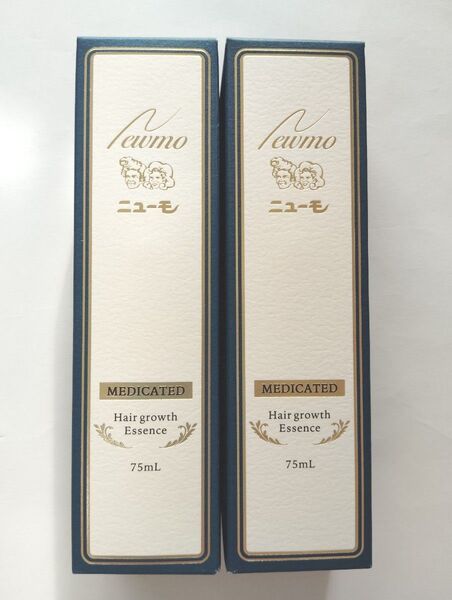 Newmo
ニューモ
MEDICATED
Hair growth
Essence
75mL
Newmo
ニューモ
MEDICATED
Hair growth
Essence
75mL